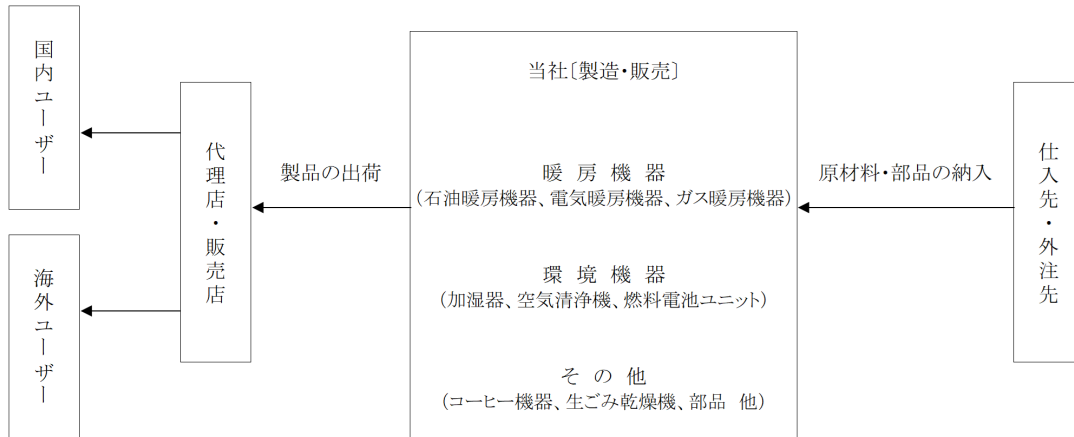 国内ユーザー
海外ユーザー
代理店・販売店
製品の出荷
当社〔製造・販売〕
暖房機器
(石油暖房機器、電気暖房機器、ガス暖房機器)
環境機器
(加湿器、空気清浄機、燃料電池ユニット)
その他
(コーヒー機器、生ごみ乾燥機、部品 他)
原材料・部品の納入
仕入先・外注先